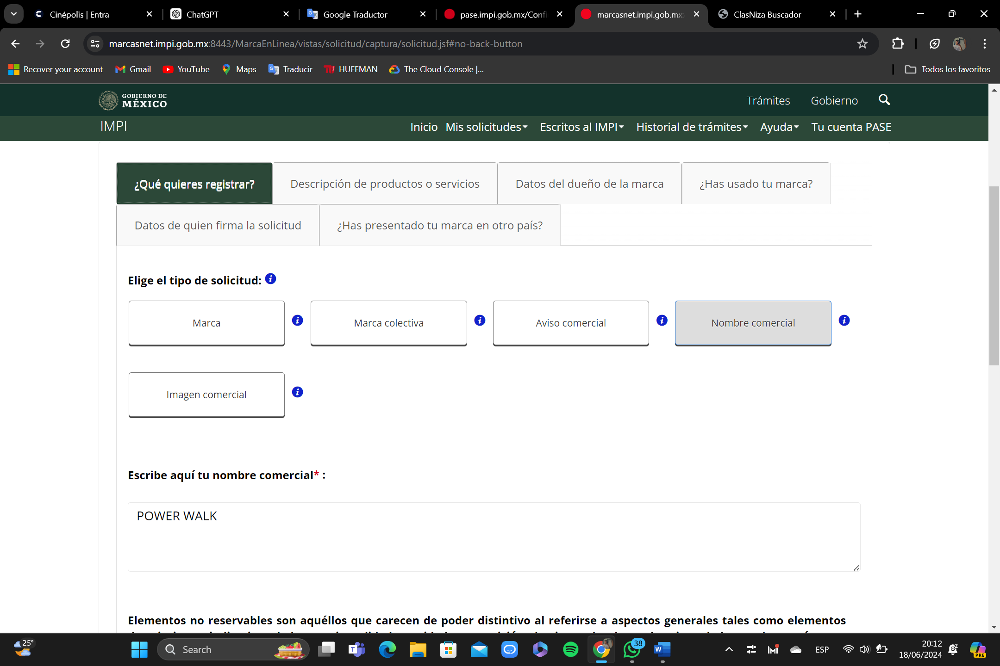 Cinépolis | Entra
ChatGPT
Google Traductor
pase.impi.gob.mx/Confi
marcasnet.impi.gob.mx:
ClasNiza Buscador
marcasnet.impi.gob.mx:8443/MarcaEnLinea/vistas/solicitud/captura/solicitud.jsf#no-back-button
Recover your account
Gmail
YouTube
Maps
Traducir
HUFFMAN
The Cloud Console |...
Todos los favoritos
GOBIERNO DE
MÉXICO
Trámites
Gobierno
IMPI
Inicio
Mis solicitudes
Escritos al IMPI
Historial de trámites
Ayuda
Tu cuenta PASE
¿Qué quieres registrar?
Descripción de productos o servicios
Datos del dueño de la marca
¿Has usado tu marca?
Datos de quien firma la solicitud
¿Has presentado tu marca en otro país?
Elige el tipo de solicitud:
Marca
Marca colectiva
Aviso comercial
Nombre comercial
Imagen comercial
Escribe aquí tu nombre comercial* :
POWER WALK
Elementos no reservables son aquéllos que carecen de poder distintivo al referirse a aspectos generales tales como elementos
25°
Search
38
ESP
20:12
18/06/2024
PRE